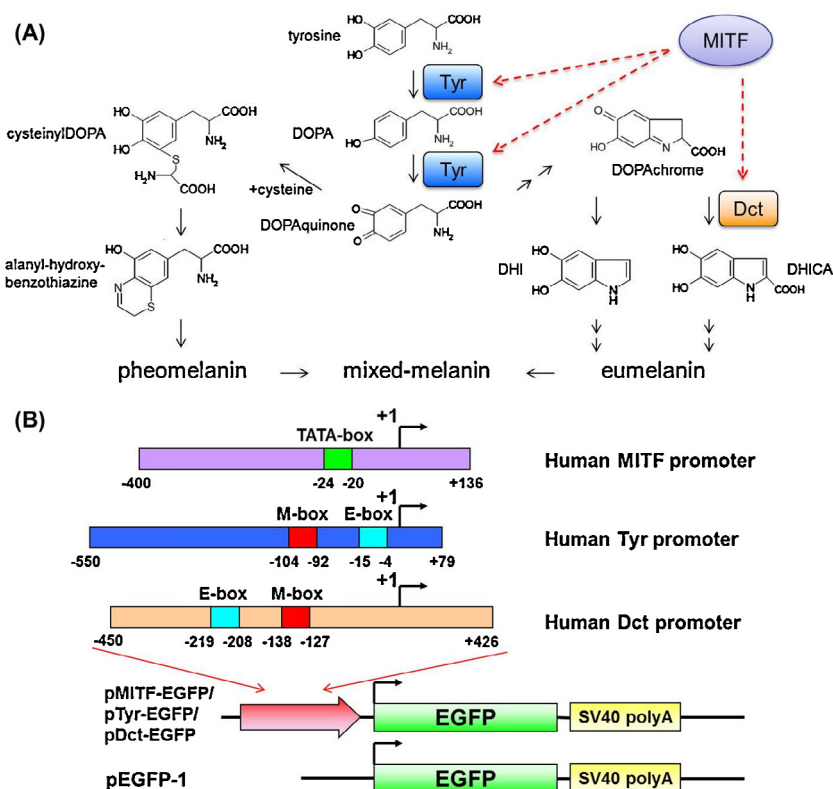 (A)
tyrosine
HO
HO
COOH
NH2
MITF
Tyr
cysteinylDOPA
HO
HO
COOH
NH2
S
H2N
COOH
DOPA
HO
COOH
NH2
O
HO
N
COOH
DOPAchrome
+cysteine
Tyr
DOPAquinone
O
O
COOH
NH2
Dct
alanyl-hydroxy-
benzothiazine
OH
COOH
NH2
N
S
DHI
HO
HO
N
H
HO
HO
N
H
COOH
DHICA
pheomelanin
mixed-melanin
eumelanin
(B)
+1
TATA-box
-400
-24
-20
+136
Human MITF promoter
+1
M-box
E-box
-550
-104
-92
-15
-4
+79
Human Tyr promoter
+1
E-box
M-box
-450
-219
-208
-138
-127
+426
Human Dct promoter
pMITF-EGFP/
pTyr-EGFP/
pDct-EGFP
EGFP
SV40 polyA
pEGFP-1
EGFP
SV40 polyA